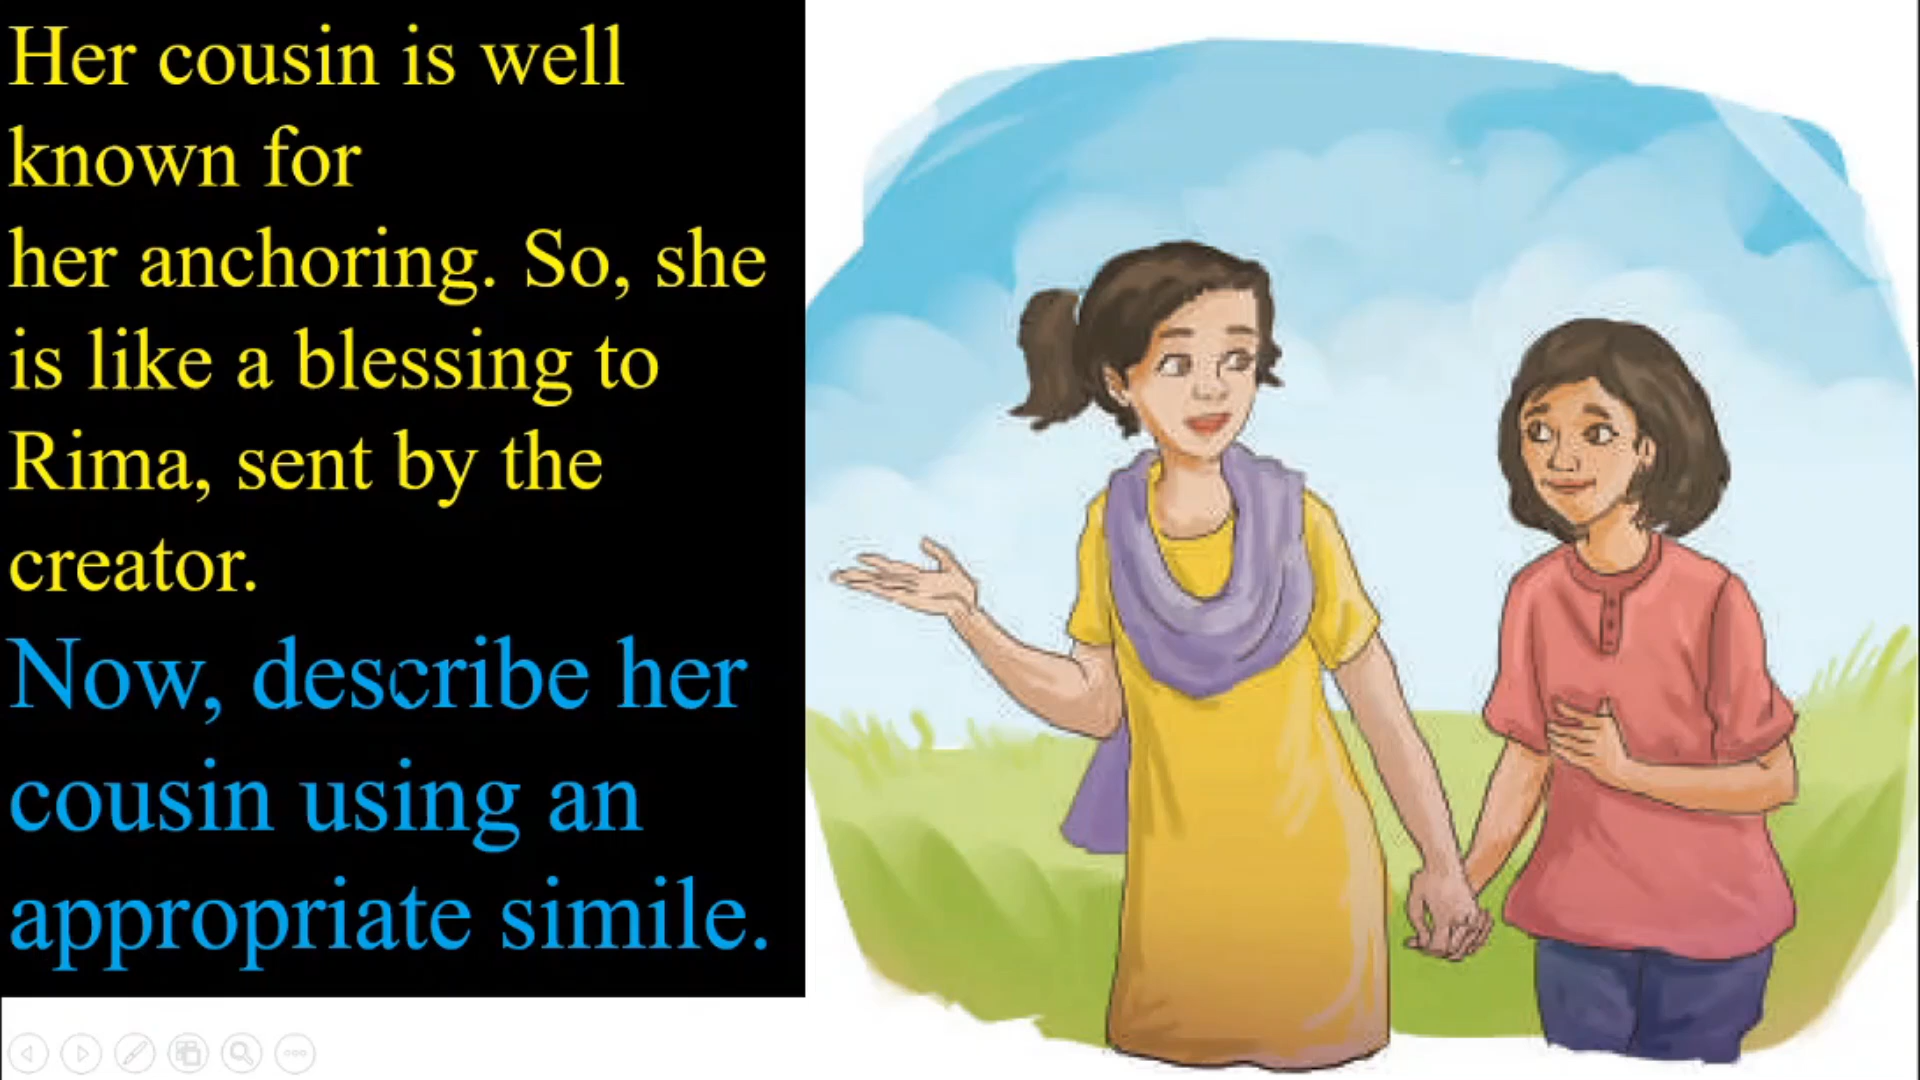 Her cousin is well
known for
her anchoring. So, she
is like a blessing to
Rima, sent by the
creator.
Now, describe her
cousin using an
appropriate simile.